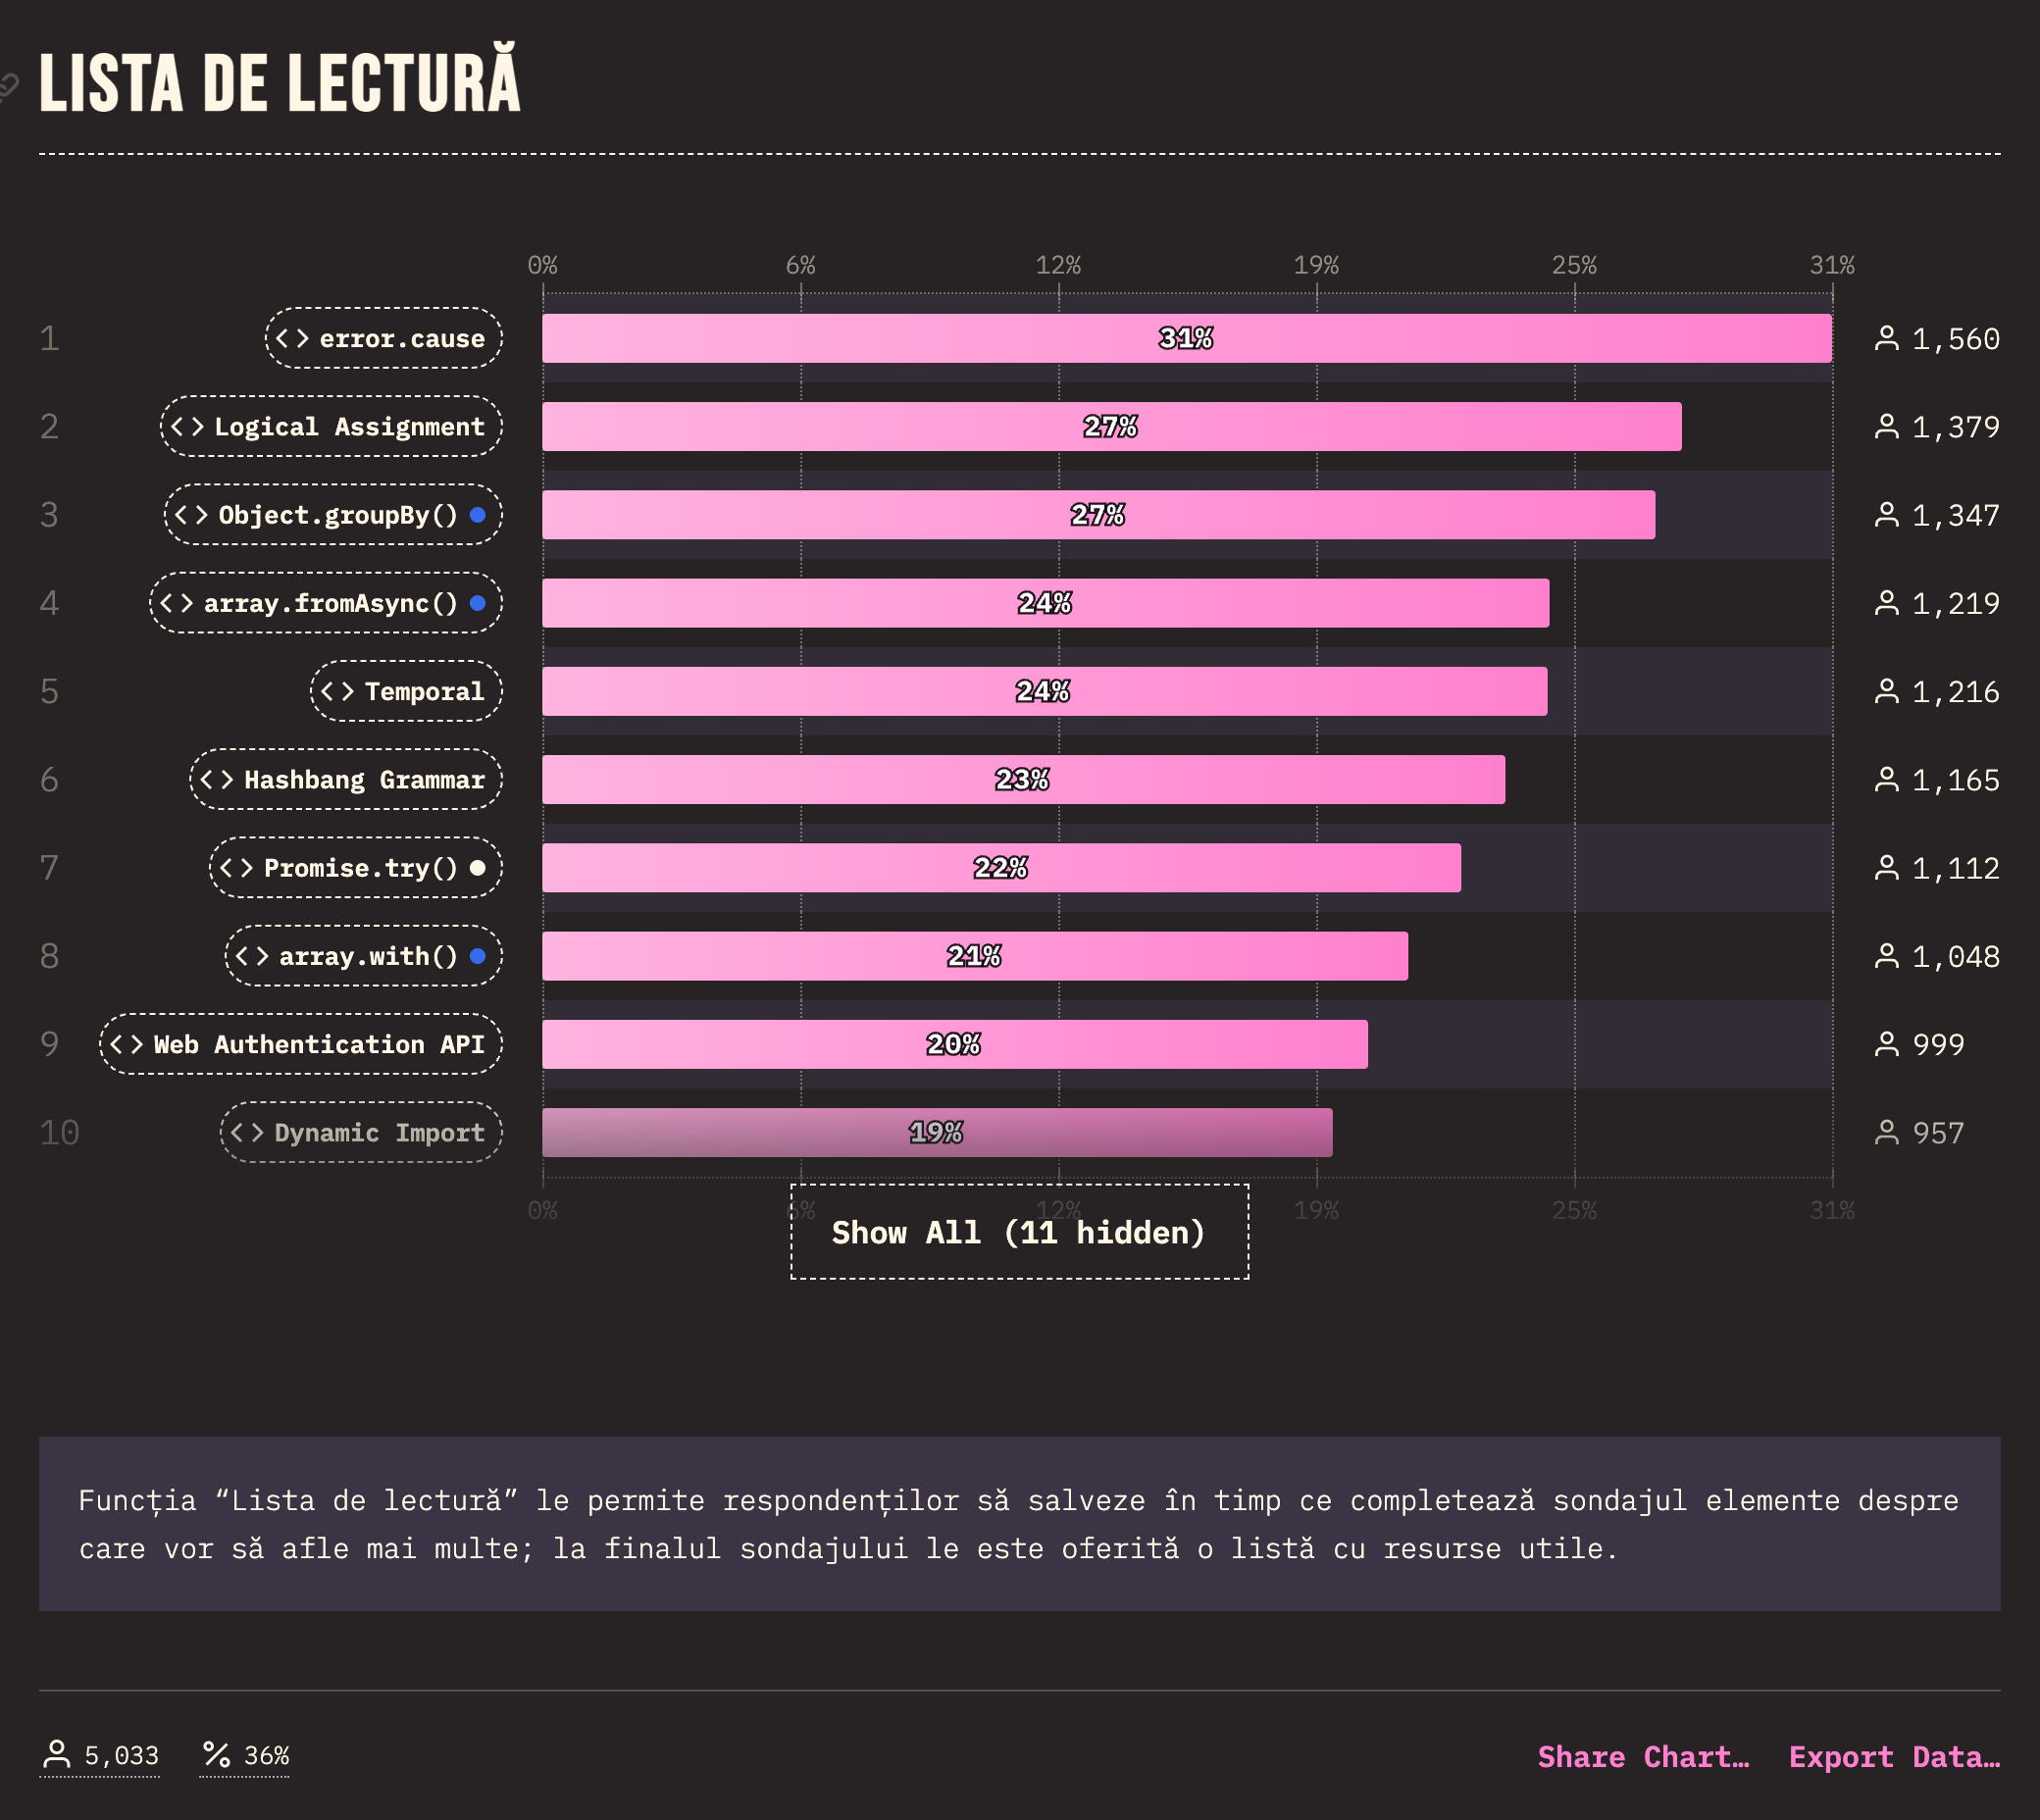 LISTA DE LECTURĂ
0% 6% 12% 19% 25% 31%
1 <> error.cause 31% 1,560
2 <> Logical Assignment 27% 1,379
3 <> Object.groupBy() 27% 1,347
4 <> array.fromAsync() 24% 1,219
5 <> Temporal 24% 1,216
6 <> Hashbang Grammar 23% 1,165
7 <> Promise.try() 22% 1,112
8 <> array.with() 21% 1,048
9 <> Web Authentication API 20% 999
10 <> Dynamic Import 19% 957
0% 6% 12% 19% 25% 31%
Show All (11 hidden)
Funcția “Lista de lectură” le permite respondenților să salveze în timp ce completează sondajul elemente despre
care vor să afle mai multe; la finalul sondajului le este oferită o listă cu resurse utile.
5,033 % 36% Share Chart… Export Data…